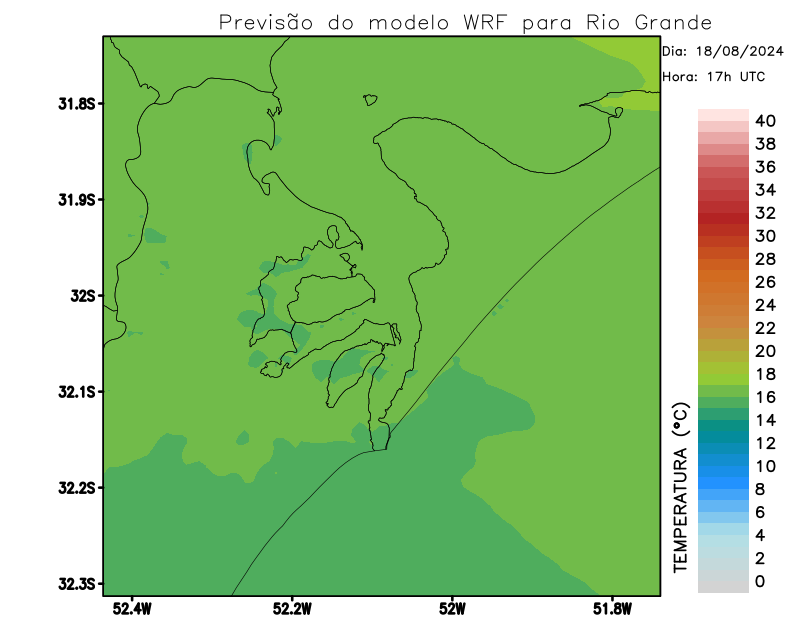 Previsão do modelo WRF para Rio Grande
Dia: 18/08/2024
Hora: 17h UTC
31.8S
31.9S
32S
32.1S
32.2S
32.3S
52.4W
52.2W
52W
51.8W
TEMPERATURA (°C)
40
38
36
34
32
30
28
26
24
22
20
18
16
14
12
10
8
6
4
2
0